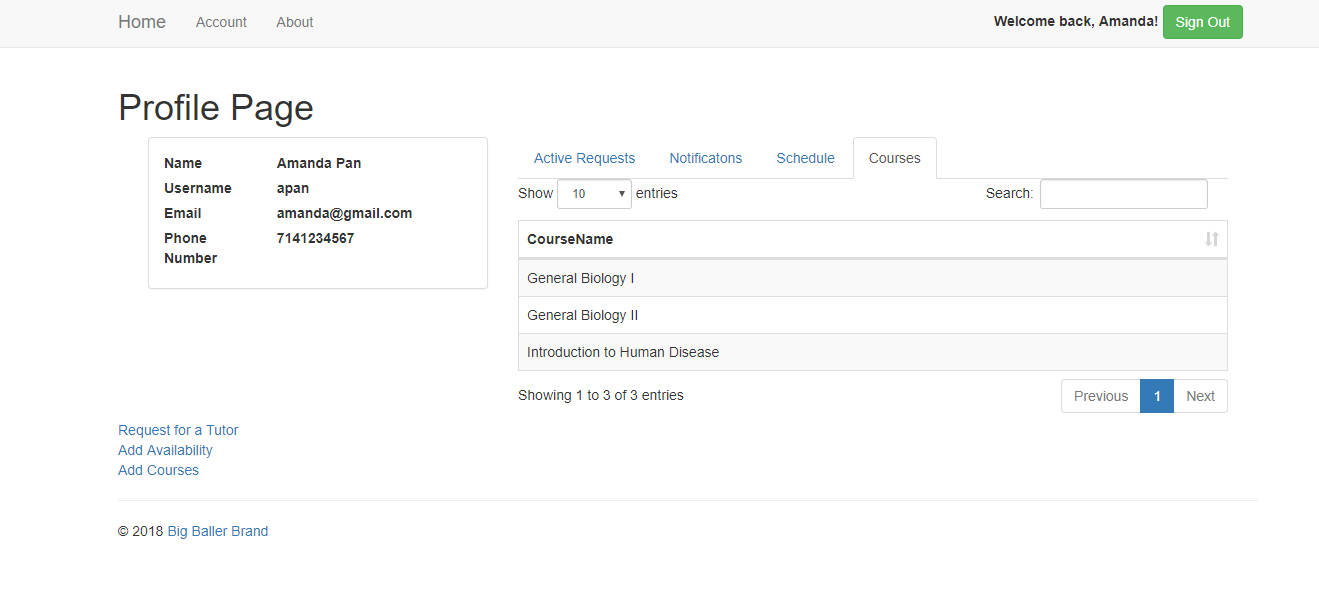 Home Account About Welcome back, Amanda! Sign Out
Profile Page
Name Amanda Pan
Username apan
Email amanda@gmail.com
Phone Number 7141234567
Active Requests Notificatons Schedule Courses
Show 10 entries Search:
CourseName
General Biology I
General Biology II
Introduction to Human Disease
Showing 1 to 3 of 3 entries Previous 1 Next
Request for a Tutor
Add Availability
Add Courses
© 2018 Big Baller Brand